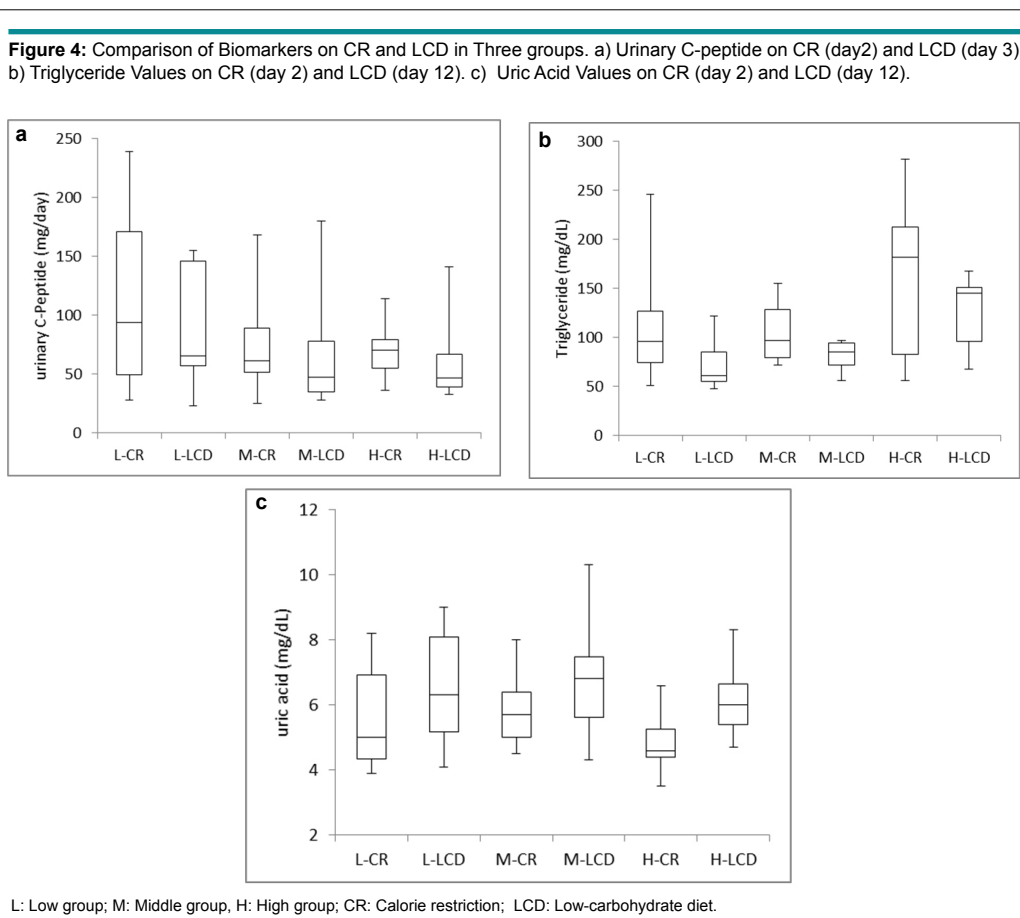 Figure 4: Comparison of Biomarkers on CR and LCD in Three groups. a) Urinary C-peptide on CR (day2) and LCD (day 3)
b) Triglyceride Values on CR (day 2) and LCD (day 12). c) Uric Acid Values on CR (day 2) and LCD (day 12).
a
urinary C-Peptide (mg/day)
250
200
150
100
50
0
L-CR L-LCD M-CR M-LCD H-CR H-LCD
b
Triglyceride (mg/dL)
300
250
200
150
100
50
0
L-CR L-LCD M-CR M-LCD H-CR H-LCD
c
uric acid (mg/dL)
12
10
8
6
4
2
L-CR L-LCD M-CR M-LCD H-CR H-LCD
L: Low group; M: Middle group, H: High group; CR: Calorie restriction; LCD: Low-carbohydrate diet.